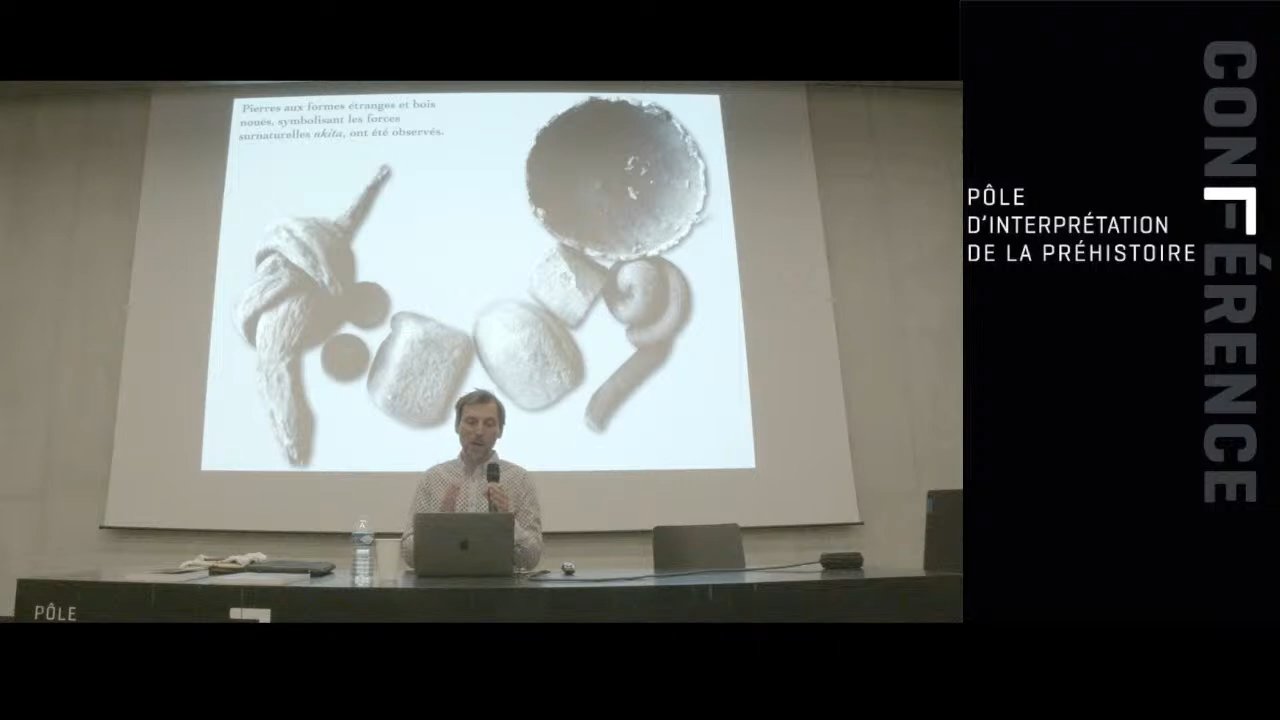 Pierres aux formes étranges et bois
noués, symbolisant les forces
surnaturelles nkita, ont été observés.
PÔLE
D'INTERPRÉTATION
DE LA PRÉHISTOIRE
CONFÉRENCE
PÔLE